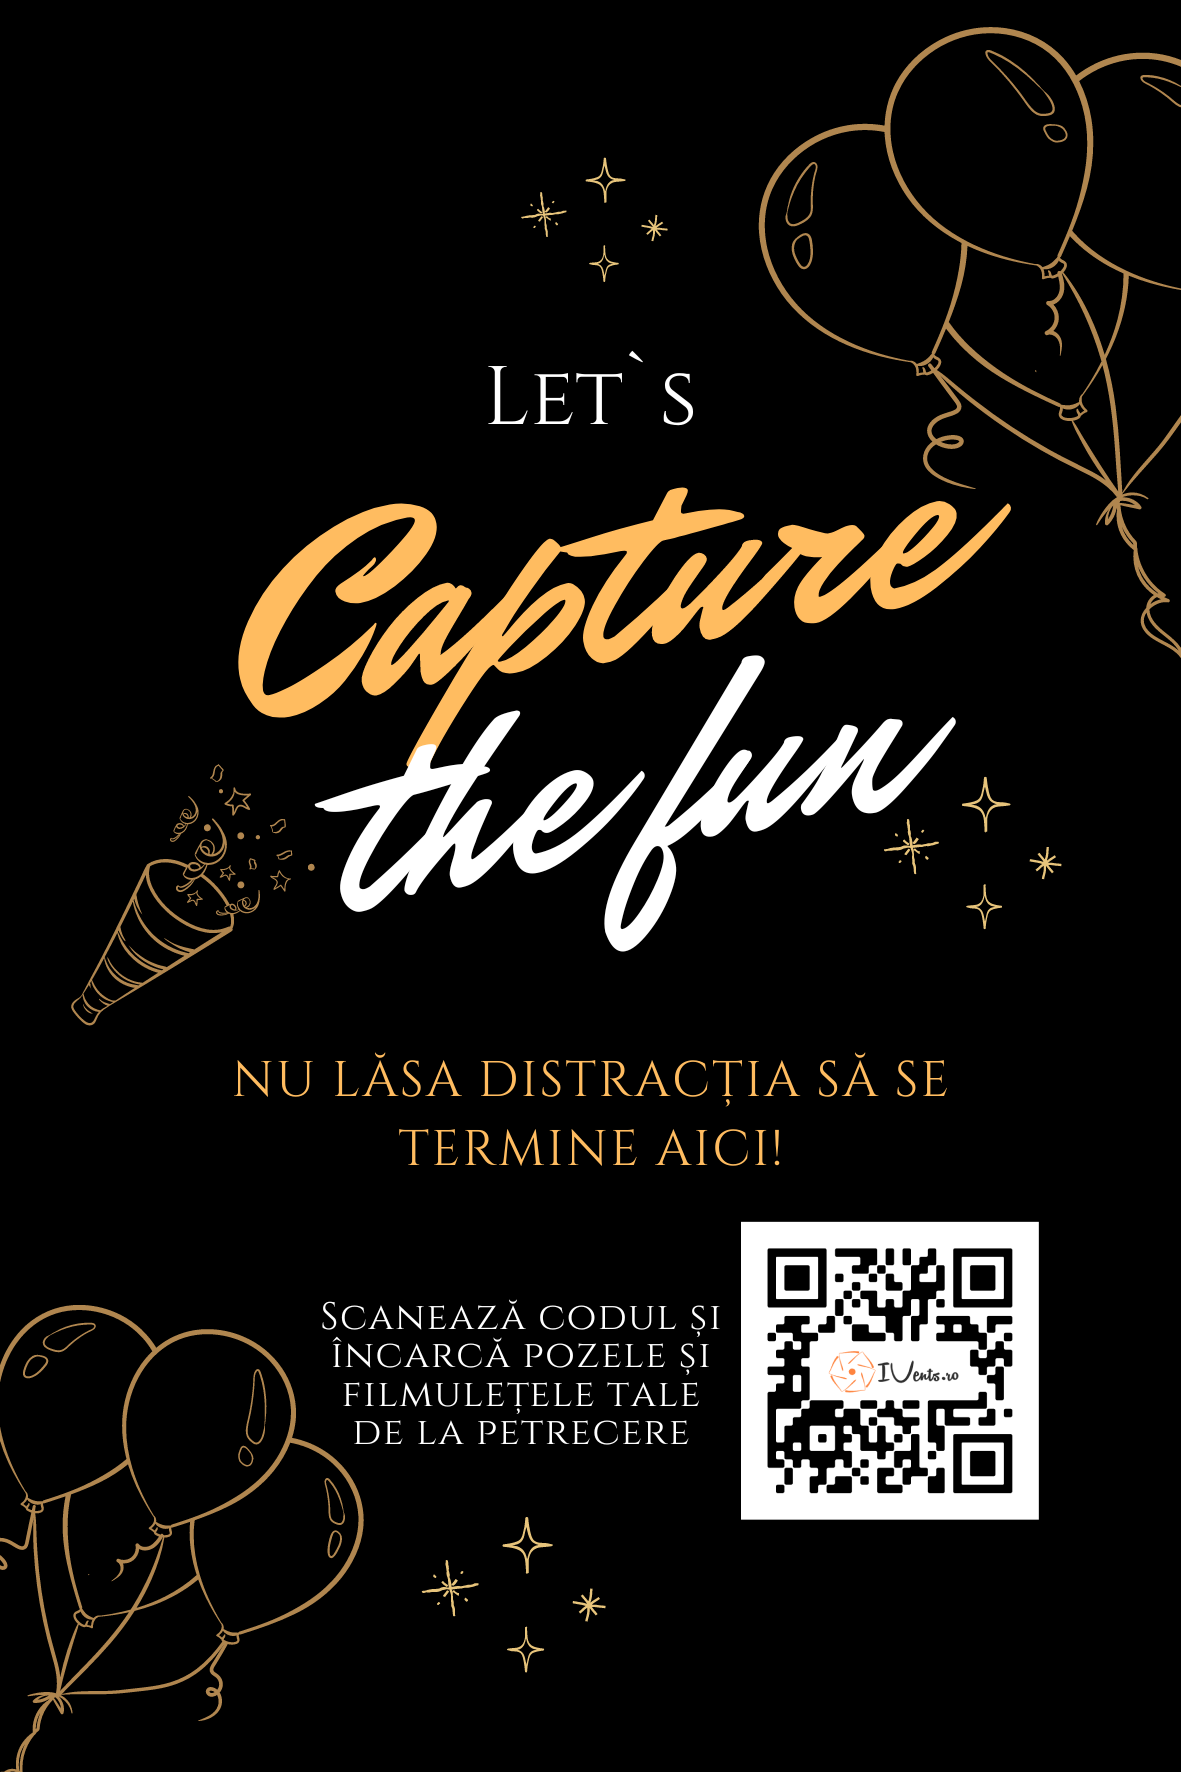 Let`s
Capture
the fun
NU LĂSA DISTRACȚIA SĂ SE
TERMINE AICI!
Scanează codul și
încarcă pozele și
filmulețele tale
de la petrecere
IVents.ro